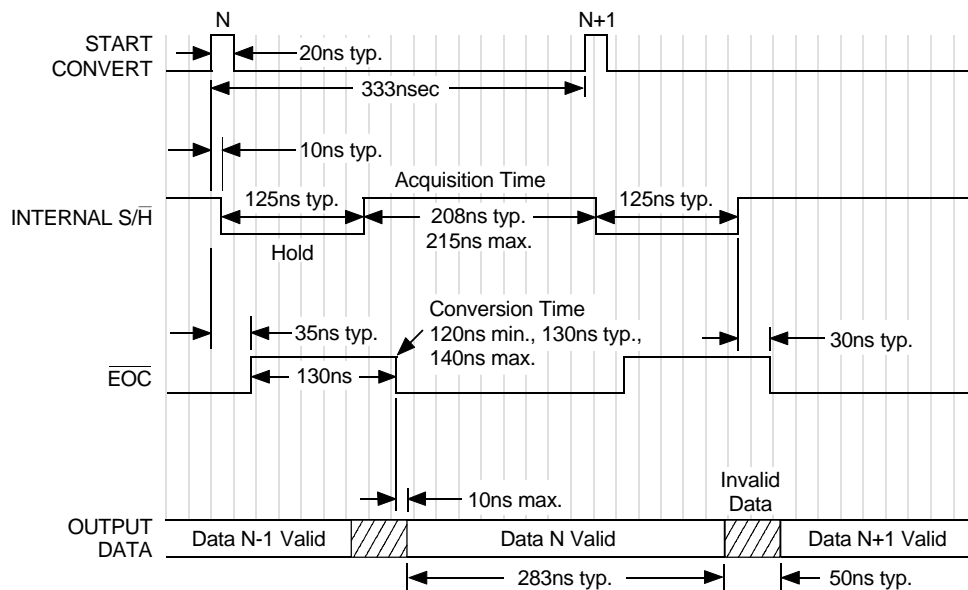 N
N+1
START
CONVERT
20ns typ.
333nsec
10ns typ.
Acquisition Time
INTERNAL S/H̅
125ns typ.
208ns typ.
215ns max.
125ns typ.
Hold
35ns typ.
Conversion Time
120ns min., 130ns typ.,
140ns max.
30ns typ.
E̅O̅C̅
130ns
10ns max.
Invalid
Data
OUTPUT
DATA
Data N-1 Valid
Data N Valid
Data N+1 Valid
283ns typ.
50ns typ.